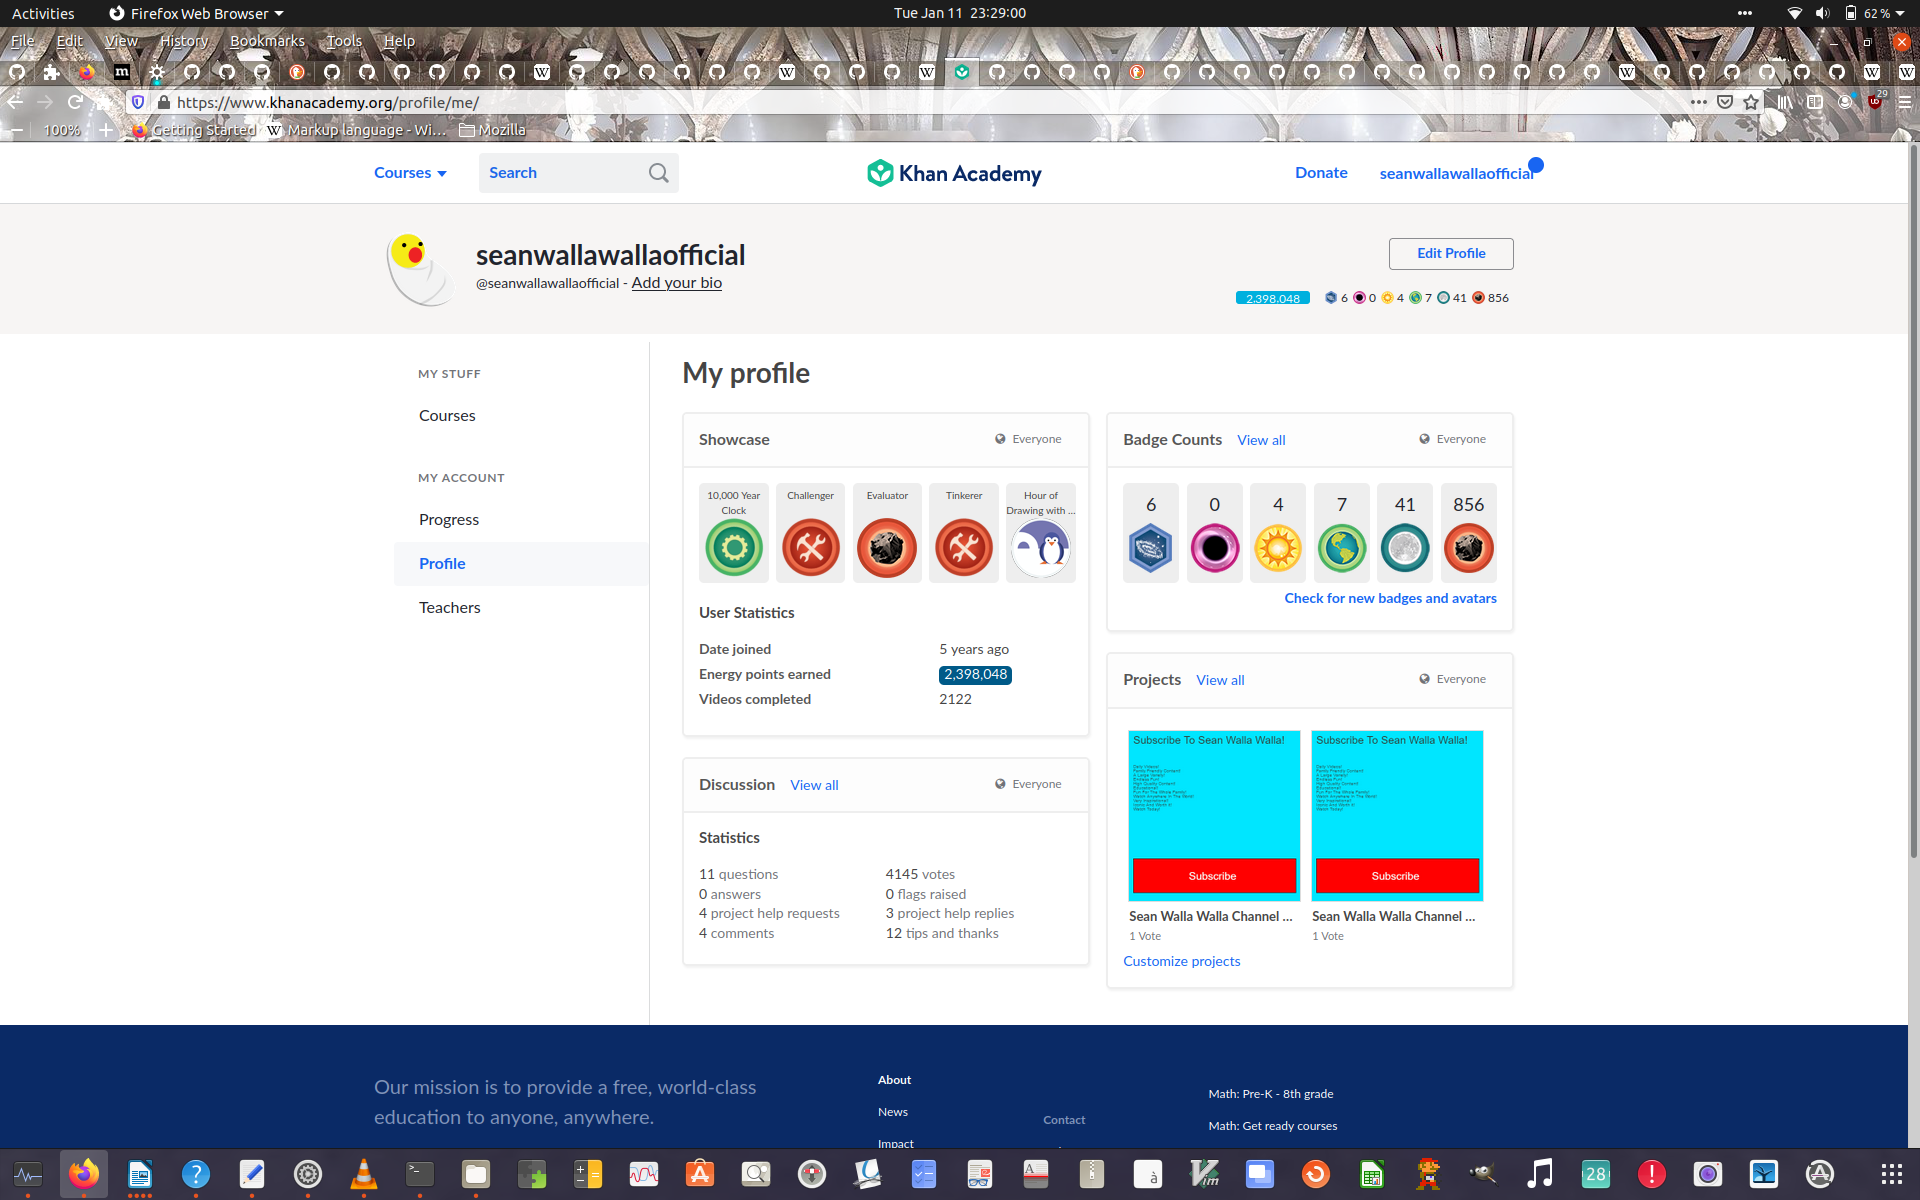 Activities
Firefox Web Browser
Tue Jan 11 23:29:00
62 %
File Edit View History Bookmarks Tools Help
https://www.khanacademy.org/profile/me/
29
100%
Getting Started
Markup language - Wi...
Mozilla
Courses
Search
Khan Academy
Donate
seanwallawallaofficial
seanwallawallaofficial
@seanwallawallaofficial - Add your bio
Edit Profile
2,398,048 6 0 4 7 41 856
MY STUFF
Courses
MY ACCOUNT
Progress
Profile
Teachers
My profile
Showcase
Everyone
10,000 Year
Clock
Challenger
Evaluator
Tinkerer
Hour of
Drawing with ...
User Statistics
Date joined 5 years ago
Energy points earned 2,398,048
Videos completed 2122
Badge Counts View all
Everyone
6 0 4 7 41 856
Check for new badges and avatars
Discussion View all
Everyone
Statistics
11 questions 4145 votes
0 answers 0 flags raised
4 project help requests 3 project help replies
4 comments 12 tips and thanks
Projects View all
Everyone
Subscribe To Sean Walla Walla!
Subscribe
Sean Walla Walla Channel ...
1 Vote
Subscribe To Sean Walla Walla!
Subscribe
Sean Walla Walla Channel ...
1 Vote
Customize projects
Our mission is to provide a free, world-class
education to anyone, anywhere.
About
News
Impact
Contact
Math: Pre-K - 8th grade
Math: Get ready courses
28